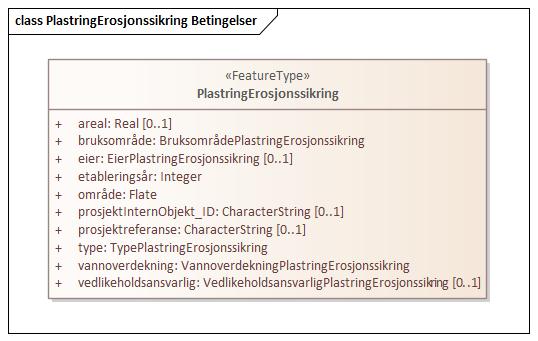 class PlastringErosjonssikring Betingelser
«FeatureType»
PlastringErosjonssikring
+ areal: Real [0..1]
+ bruksområde: BruksområdePlastringErosjonssikring
+ eier: EierPlastringErosjonssikring [0..1]
+ etableringsår: Integer
+ område: Flate
+ prosjektInternObjekt_ID: CharacterString [0..1]
+ prosjektreferanse: CharacterString [0..1]
+ type: TypePlastringErosjonssikring
+ vannoverdekning: VannoverdekningPlastringErosjonssikring
+ vedlikeholdsansvarlig: VedlikeholdsansvarligPlastringErosjonssikring [0..1]